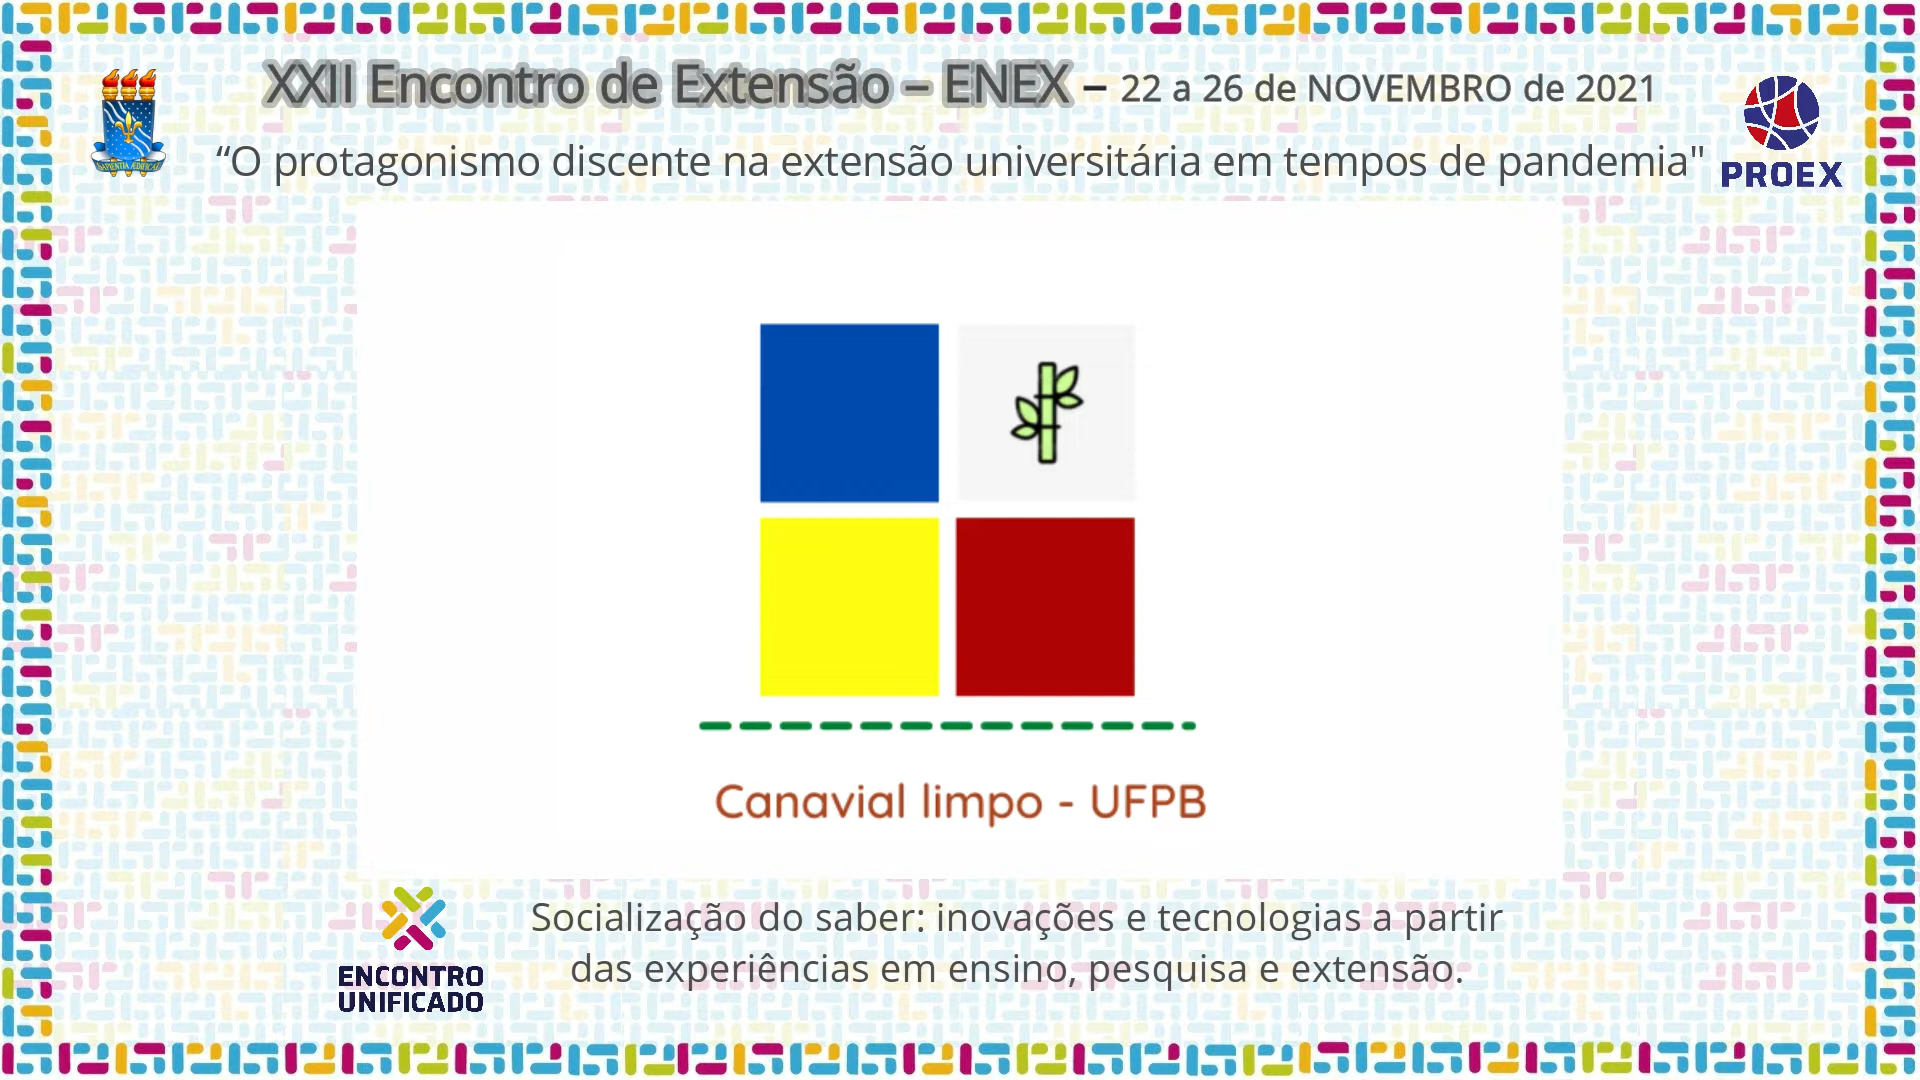 XXII Encontro de Extensão – ENEX – 22 a 26 de NOVEMBRO de 2021
“O protagonismo discente na extensão universitária em tempos de pandemia"
PROEX
Canavial limpo - UFPB
Socialização do saber: inovações e tecnologias a partir
das experiências em ensino, pesquisa e extensão.
ENCONTRO
UNIFICADO